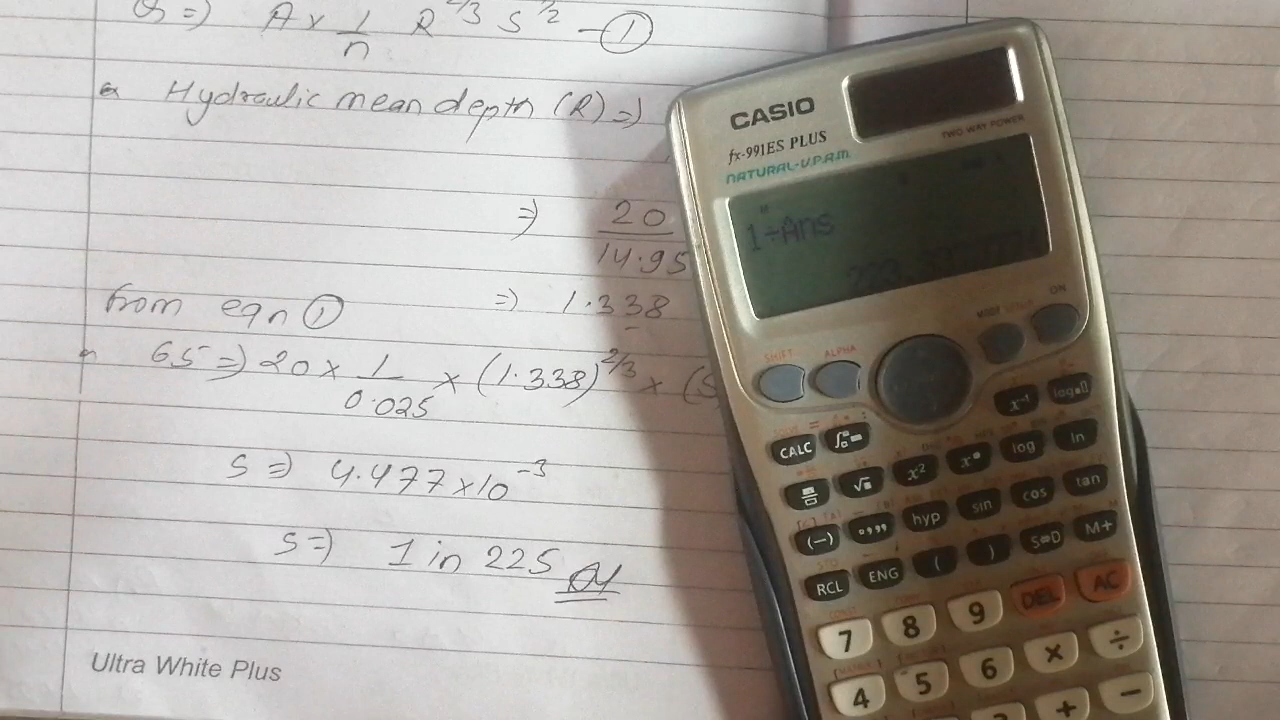 Q => A x 1/n R^2/3 S^1/2 — ①
Hydraulic mean depth (R) =>
=> 20 / 14.95
=> 1.338
from eqn ①
65 => 20 x 1/0.025 x (1.338)^2/3 x (S
S => 4.477 x 10^-3
S => 1 in 225
Ultra White Plus
CASIO
fx-991ES PLUS
NATURAL-V.P.A.M.
TWO WAY POWER
1÷Ans
SHIFT ALPHA MODE ON
x⁻¹ log
CALC
x² log ln
(−) hyp sin cos tan
RCL ENG ( ) S⇔D M+
7 8 9 DEL AC
4 5 6 × ÷
+ −